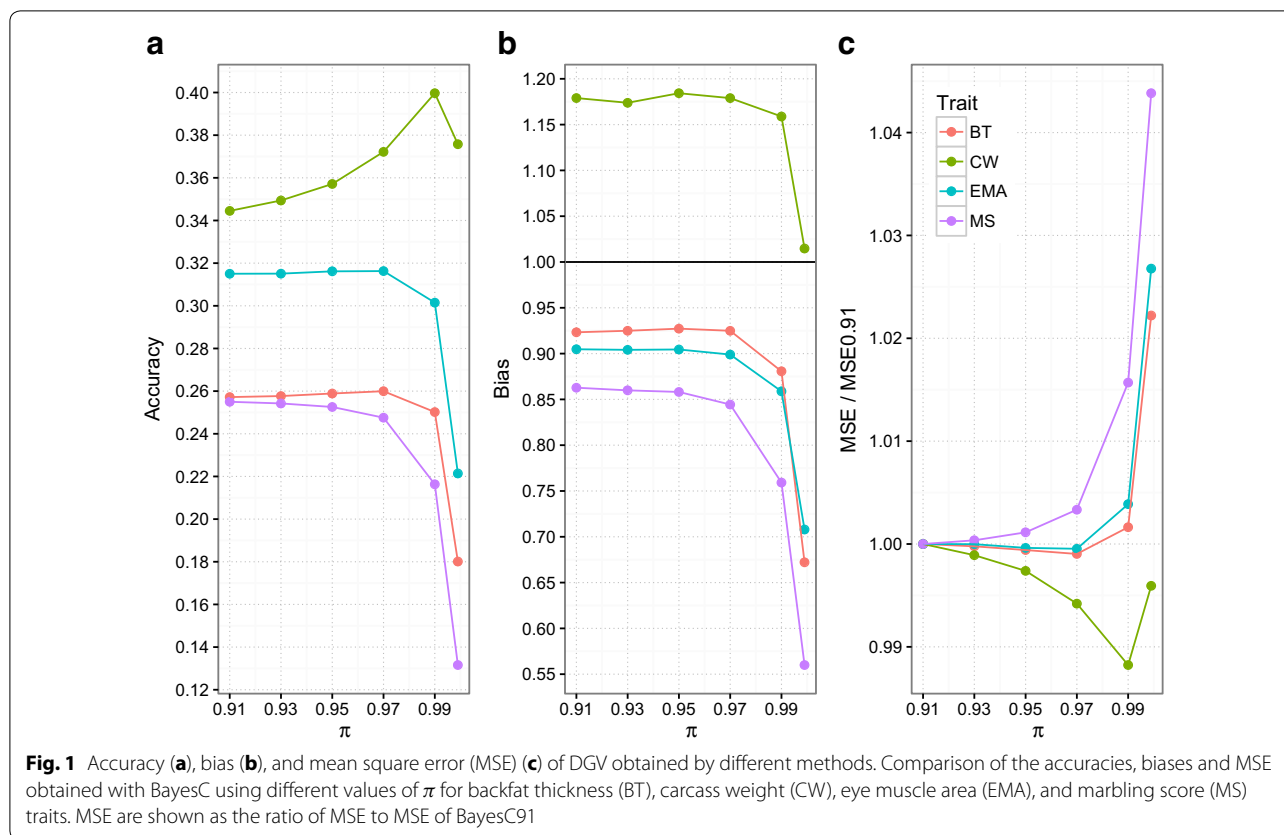 a
Accuracy
0.40
0.38
0.36
0.34
0.32
0.30
0.28
0.26
0.24
0.22
0.20
0.18
0.16
0.14
0.12
0.91 0.93 0.95 0.97 0.99
π
b
Bias
1.20
1.15
1.10
1.05
1.00
0.95
0.90
0.85
0.80
0.75
0.70
0.65
0.60
0.55
0.91 0.93 0.95 0.97 0.99
π
c
MSE / MSE0.91
1.04
1.03
1.02
1.01
1.00
0.99
Trait
BT
CW
EMA
MS
0.91 0.93 0.95 0.97 0.99
π
Fig. 1 Accuracy (a), bias (b), and mean square error (MSE) (c) of DGV obtained by different methods. Comparison of the accuracies, biases and MSE
obtained with BayesC using different values of π for backfat thickness (BT), carcass weight (CW), eye muscle area (EMA), and marbling score (MS)
traits. MSE are shown as the ratio of MSE to MSE of BayesC91